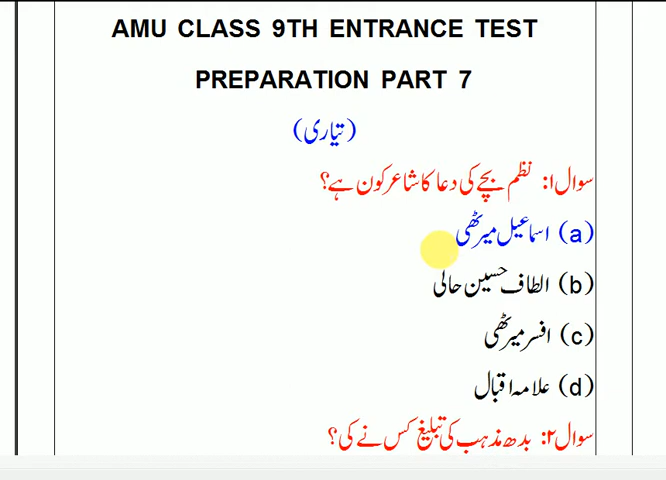 AMU CLASS 9TH ENTRANCE TEST
PREPARATION PART 7
(تیاری)
سوال۱: نظم بچے کی دعا کا شاعر کون ہے؟
(a) اسماعیل میرٹھی
(b) الطاف حسین حالی
(c) افسر میرٹھی
(d) علامہ اقبال
سوال۲: بدھ مذہب کی تبلیغ کس نے کی؟